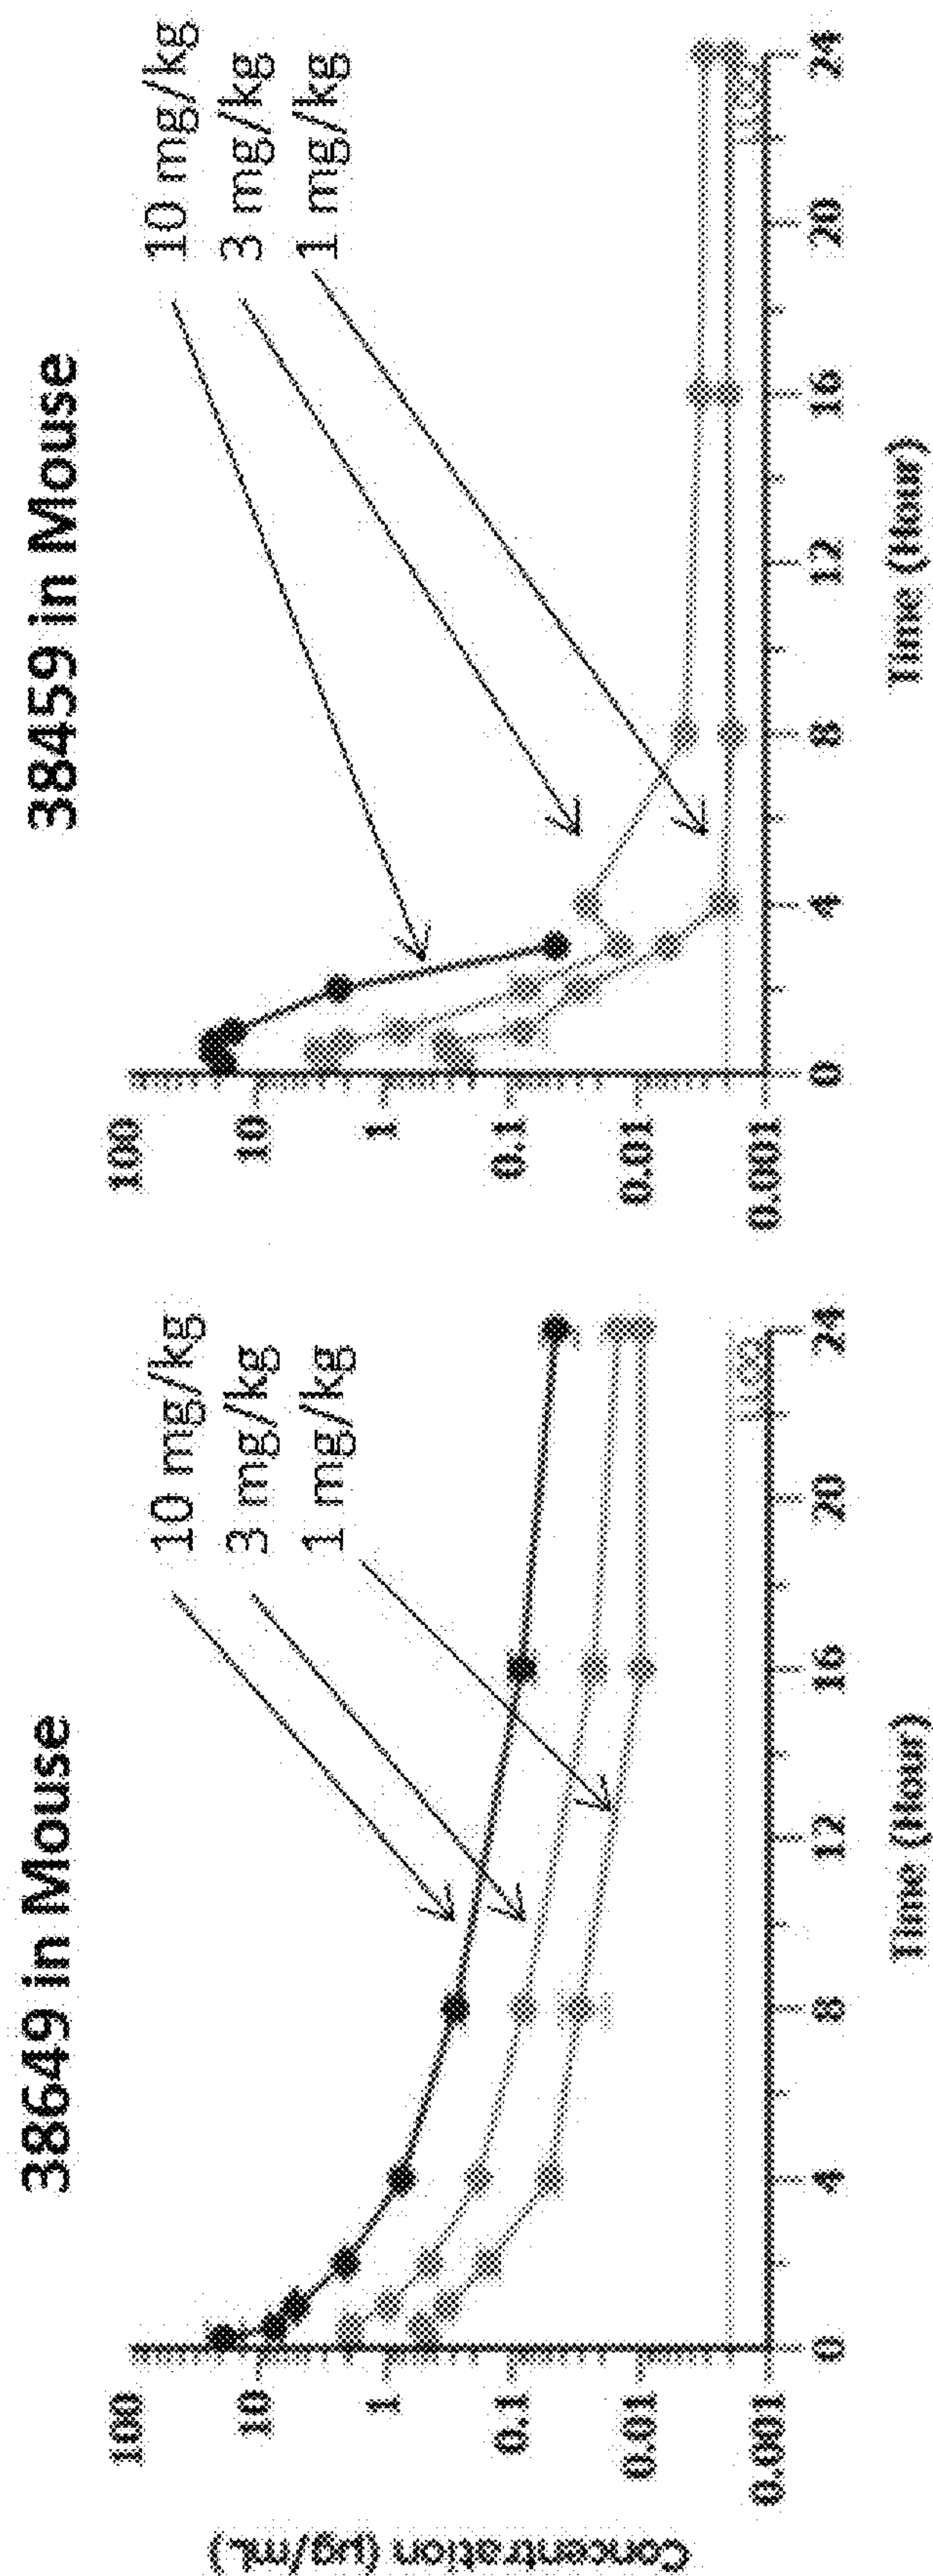 38649 in Mouse
10 mg/kg
3 mg/kg
1 mg/kg
Concentration (µg/mL)
100
10
1
0.1
0.01
0.001
0
4
8
12
16
20
24
Time (Hour)
38459 in Mouse
10 mg/kg
3 mg/kg
1 mg/kg
100
10
1
0.1
0.01
0.001
0
4
8
12
16
20
24
Time (Hour)